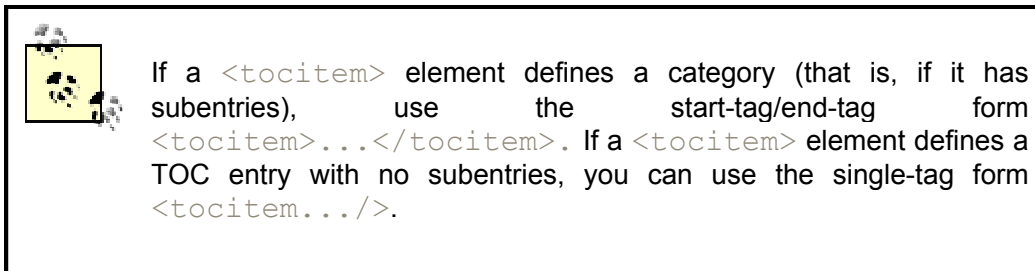 If a <tocitem> element defines a category (that is, if it has
subentries), use the start-tag/end-tag form
<tocitem>...</tocitem>. If a <tocitem> element defines a
TOC entry with no subentries, you can use the single-tag form
<tocitem.../>.